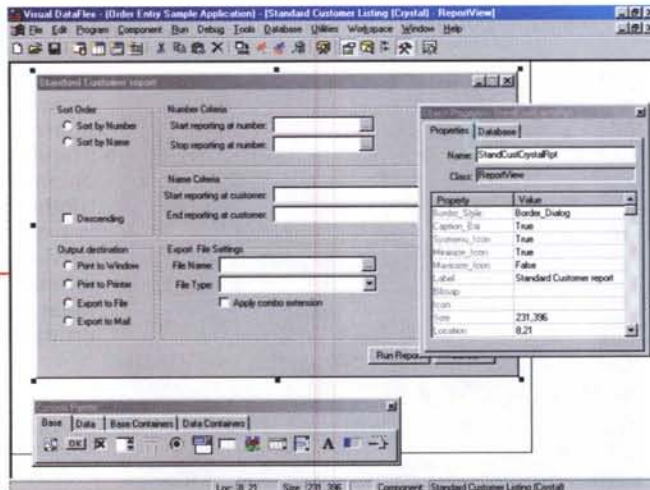 Visual DataFlex - (Order Entry Sample Application) - [Standard Customer Listing (Crystal) - ReportView]
File Edit Program Component Run Debug Tools Database Utilities Workspace Window Help
Standard Customer report
Sort Order
Sort by Number
Sort by Name
Descending
Number Criteria
Start reporting at number:
Stop reporting at number:
Name Criteria
Start reporting at customer:
End reporting at customer:
Output destination
Print to Window
Print to Printer
Export to File
Export to Mail
Export File Settings
File Name:
File Type:
Apply combo extension
Run Report
Properties Database
Name: StandCustCrystalRpt
Class: ReportView
Property Value
Border_Style Border_Dialog
Caption_Bar True
Sysmenu_Icon True
Minimize_Icon True
Maximize_Icon False
Label Standard Customer report
Bitmap
Icon
Size 231,396
Location 8,21
Base Data Base Containers Data Containers
OK
A
Loc: 8, 21 Size: 231, 396 Component: Standard Customer Listing (Crystal)